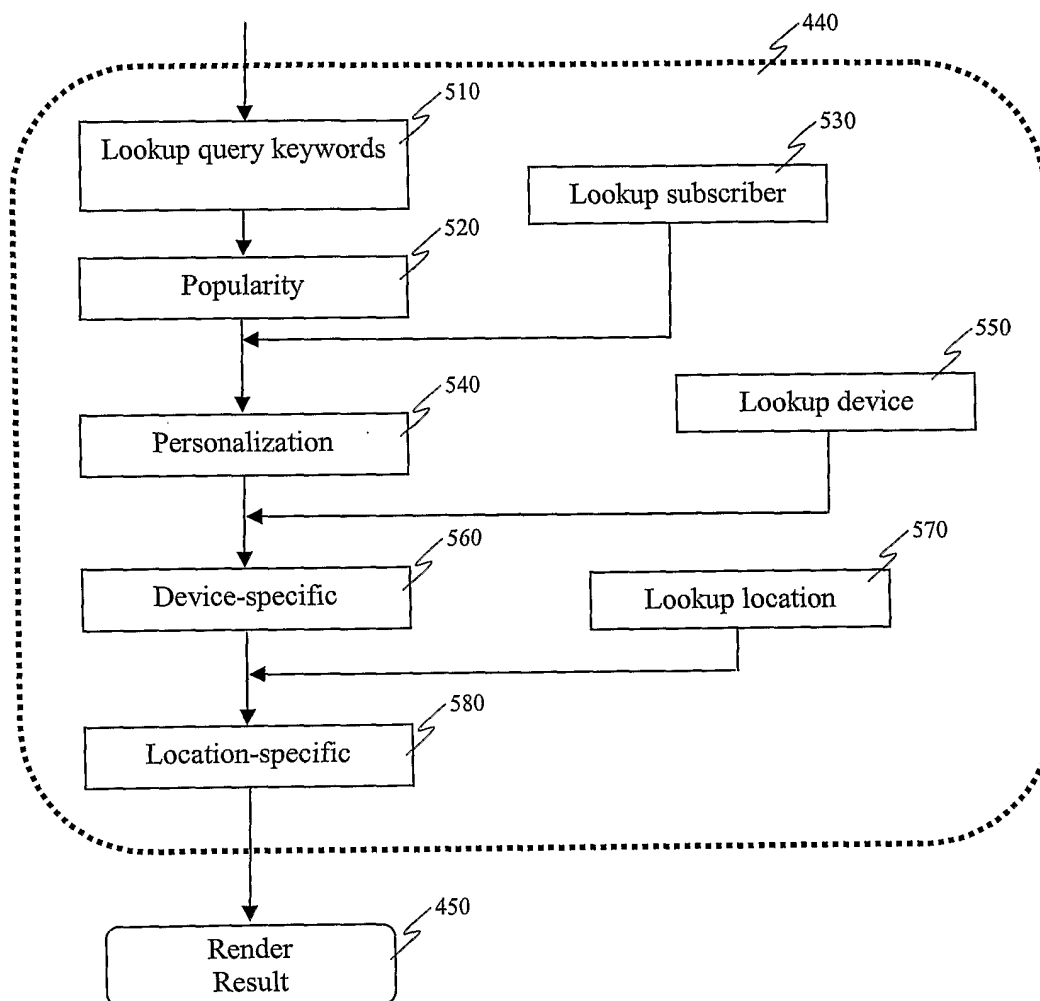 440
510
Lookup query keywords
530
Lookup subscriber
520
Popularity
550
Lookup device
540
Personalization
560
Device-specific
570
Lookup location
580
Location-specific
450
Render
Result